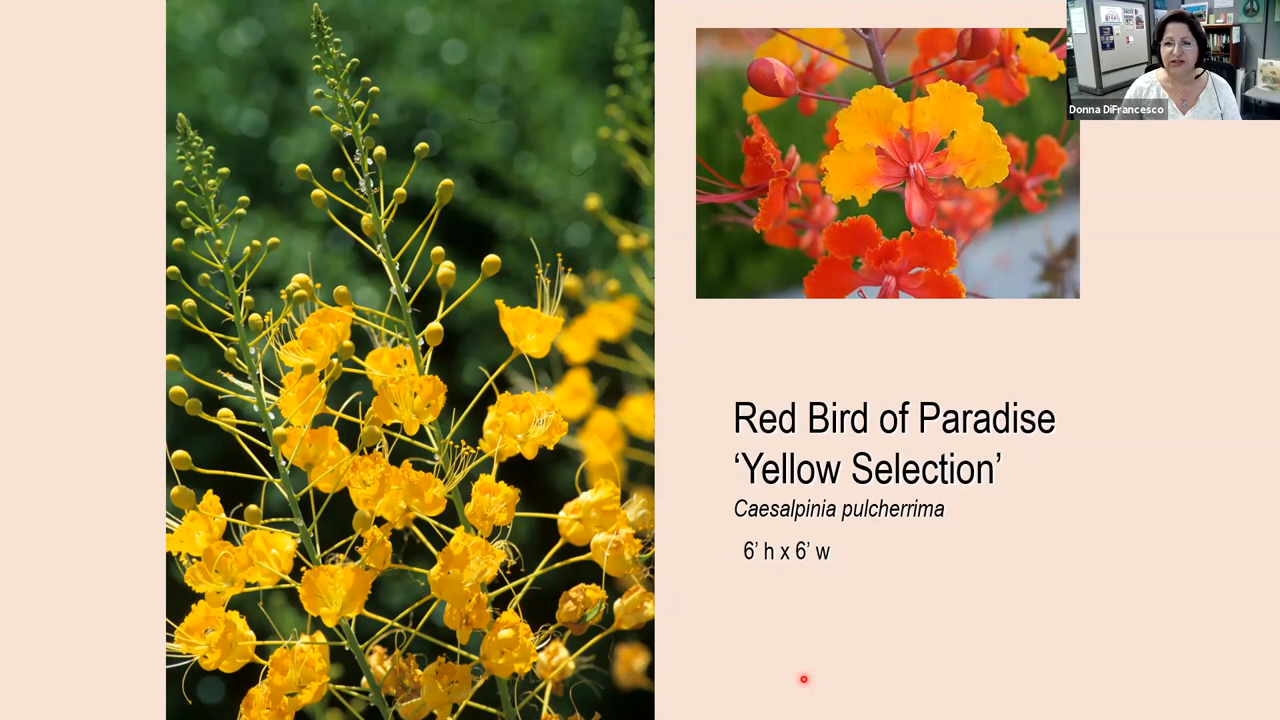 Donna DiFrancesco
Red Bird of Paradise
‘Yellow Selection’
Caesalpinia pulcherrima
6’ h x 6’ w